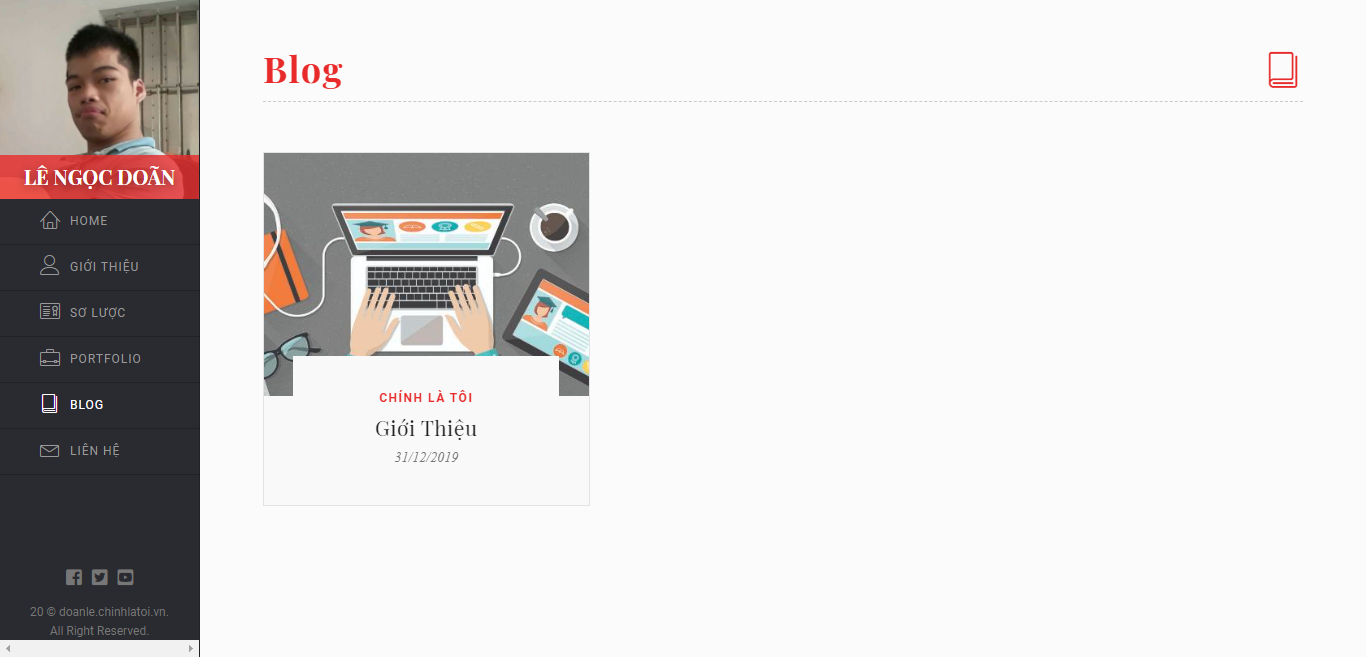 LÊ NGỌC DOÃN
HOME
GIỚI THIỆU
SƠ LƯỢC
PORTFOLIO
BLOG
LIÊN HỆ
20 © doanle.chinhlatoi.vn.
All Right Reserved.
Blog
CHÍNH LÀ TÔI
Giới Thiệu
31/12/2019